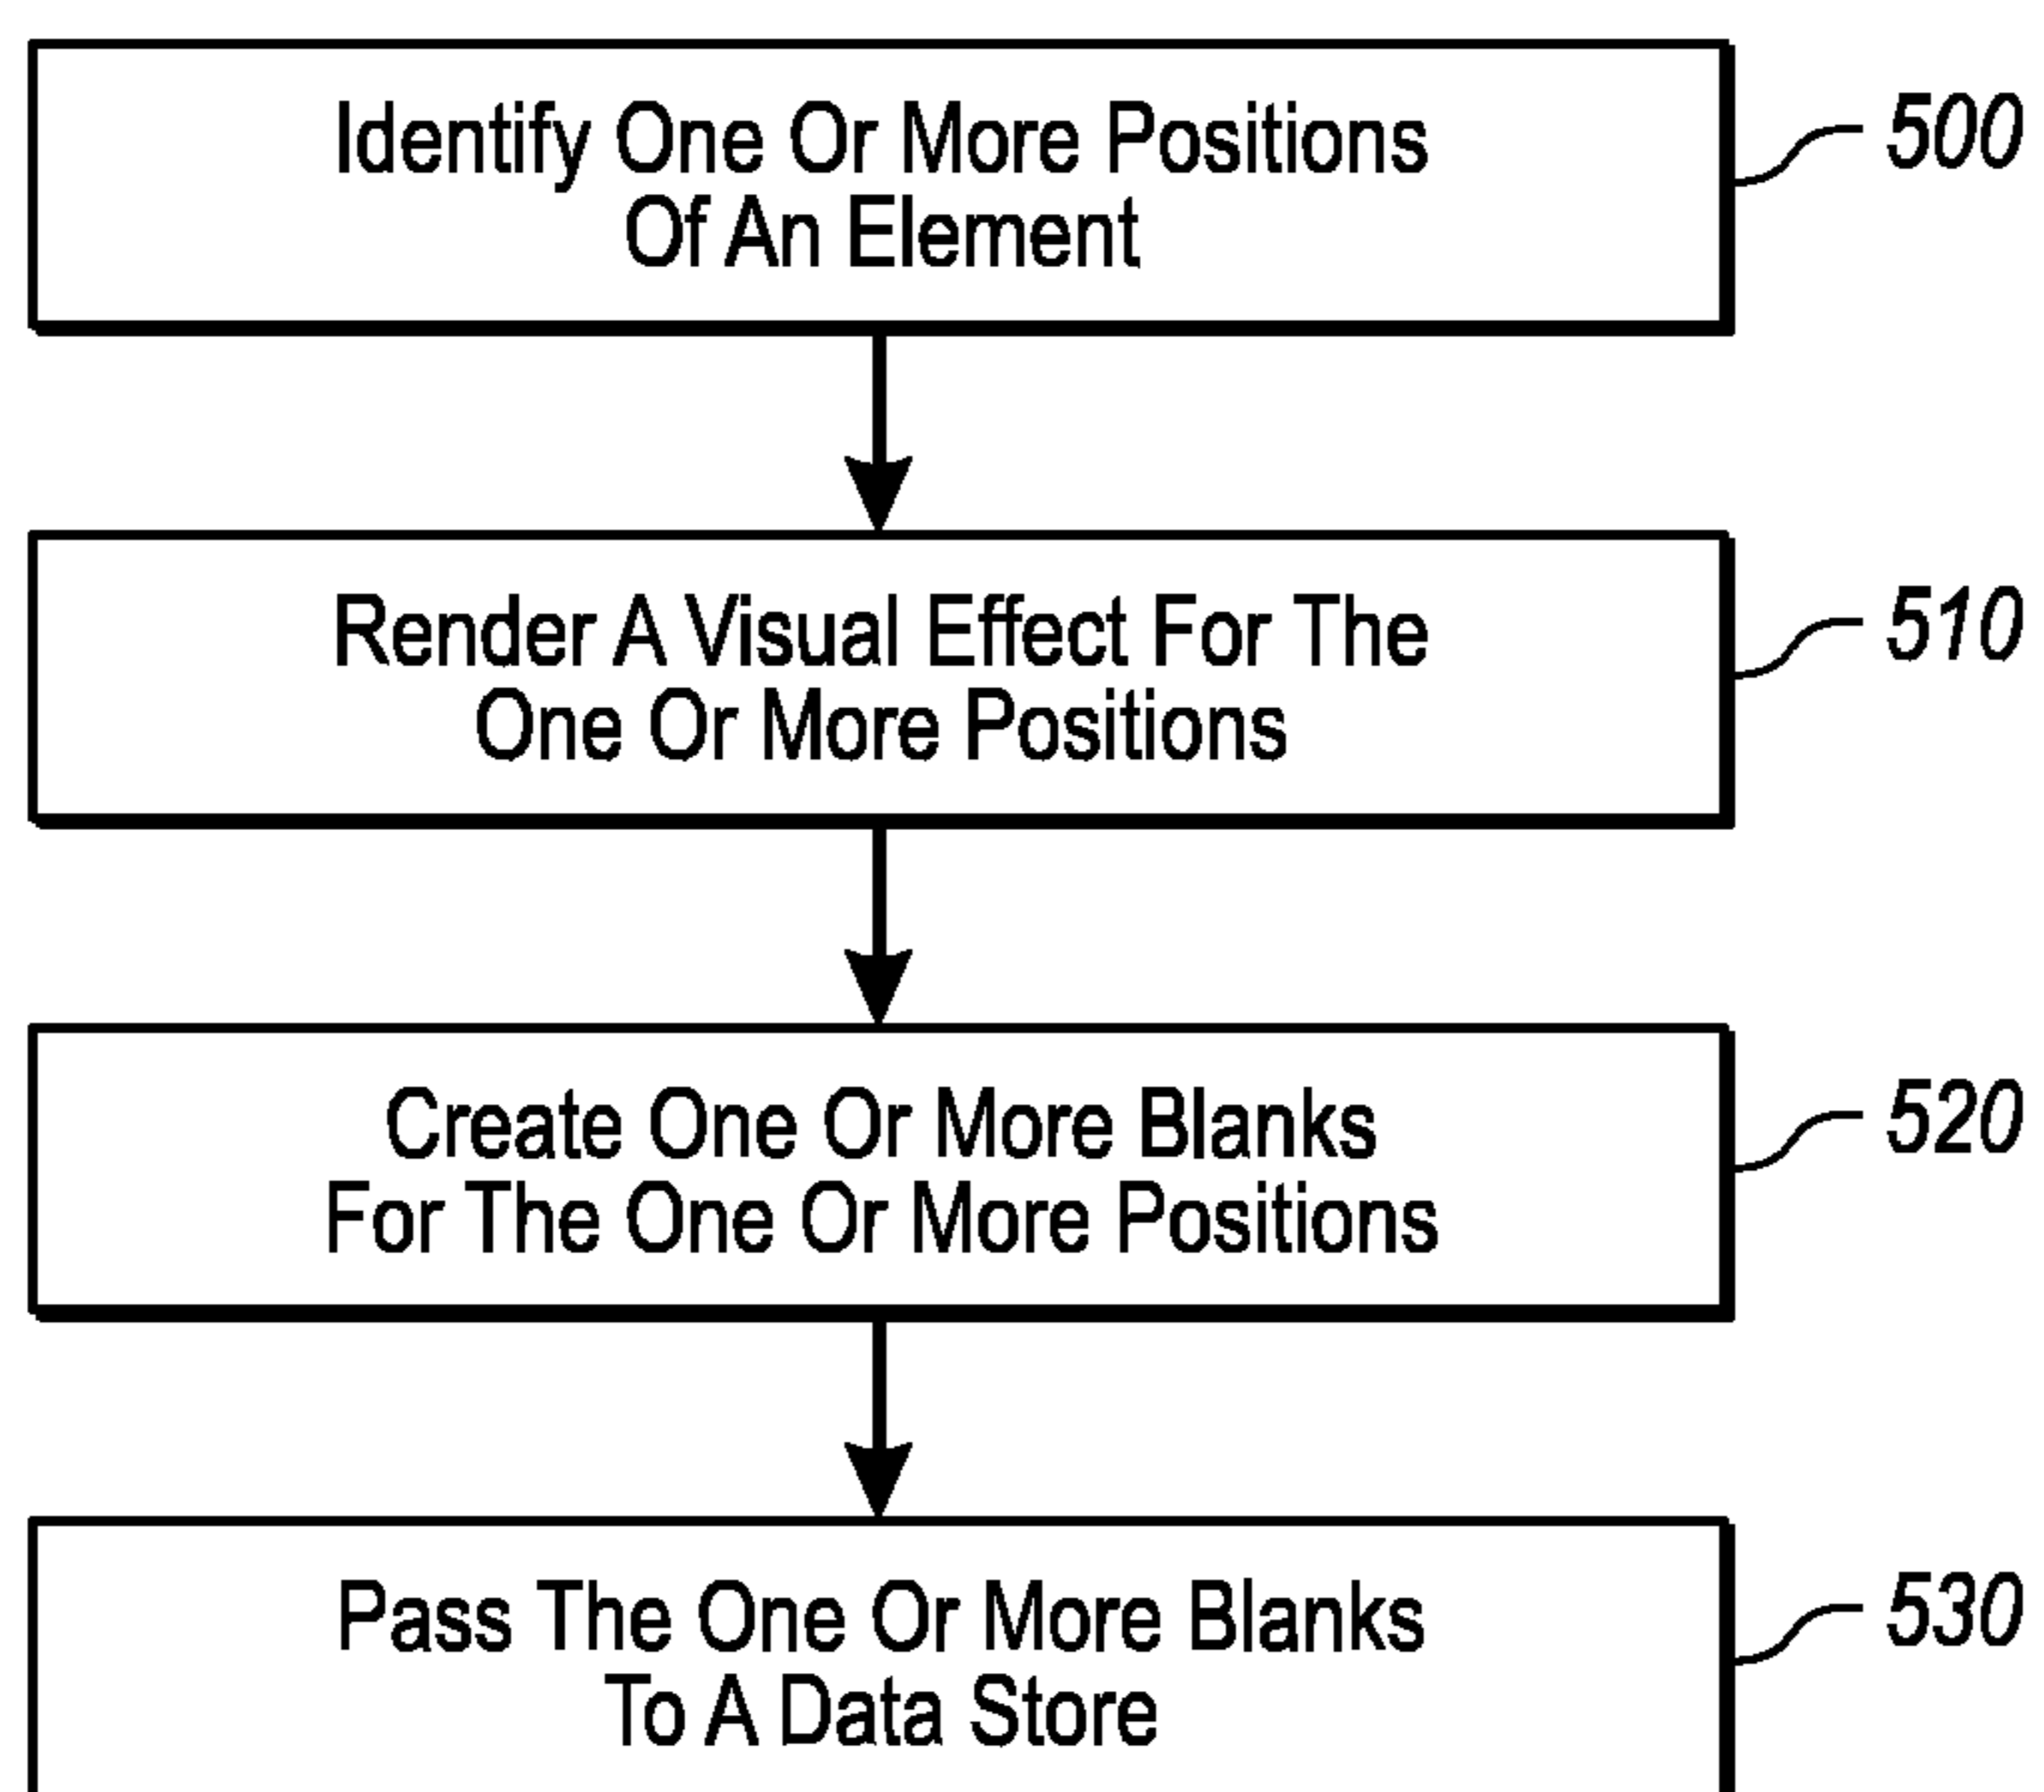 Identify One Or More Positions
Of An Element
500
Render A Visual Effect For The
One Or More Positions
510
Create One Or More Blanks
For The One Or More Positions
520
Pass The One Or More Blanks
To A Data Store
530